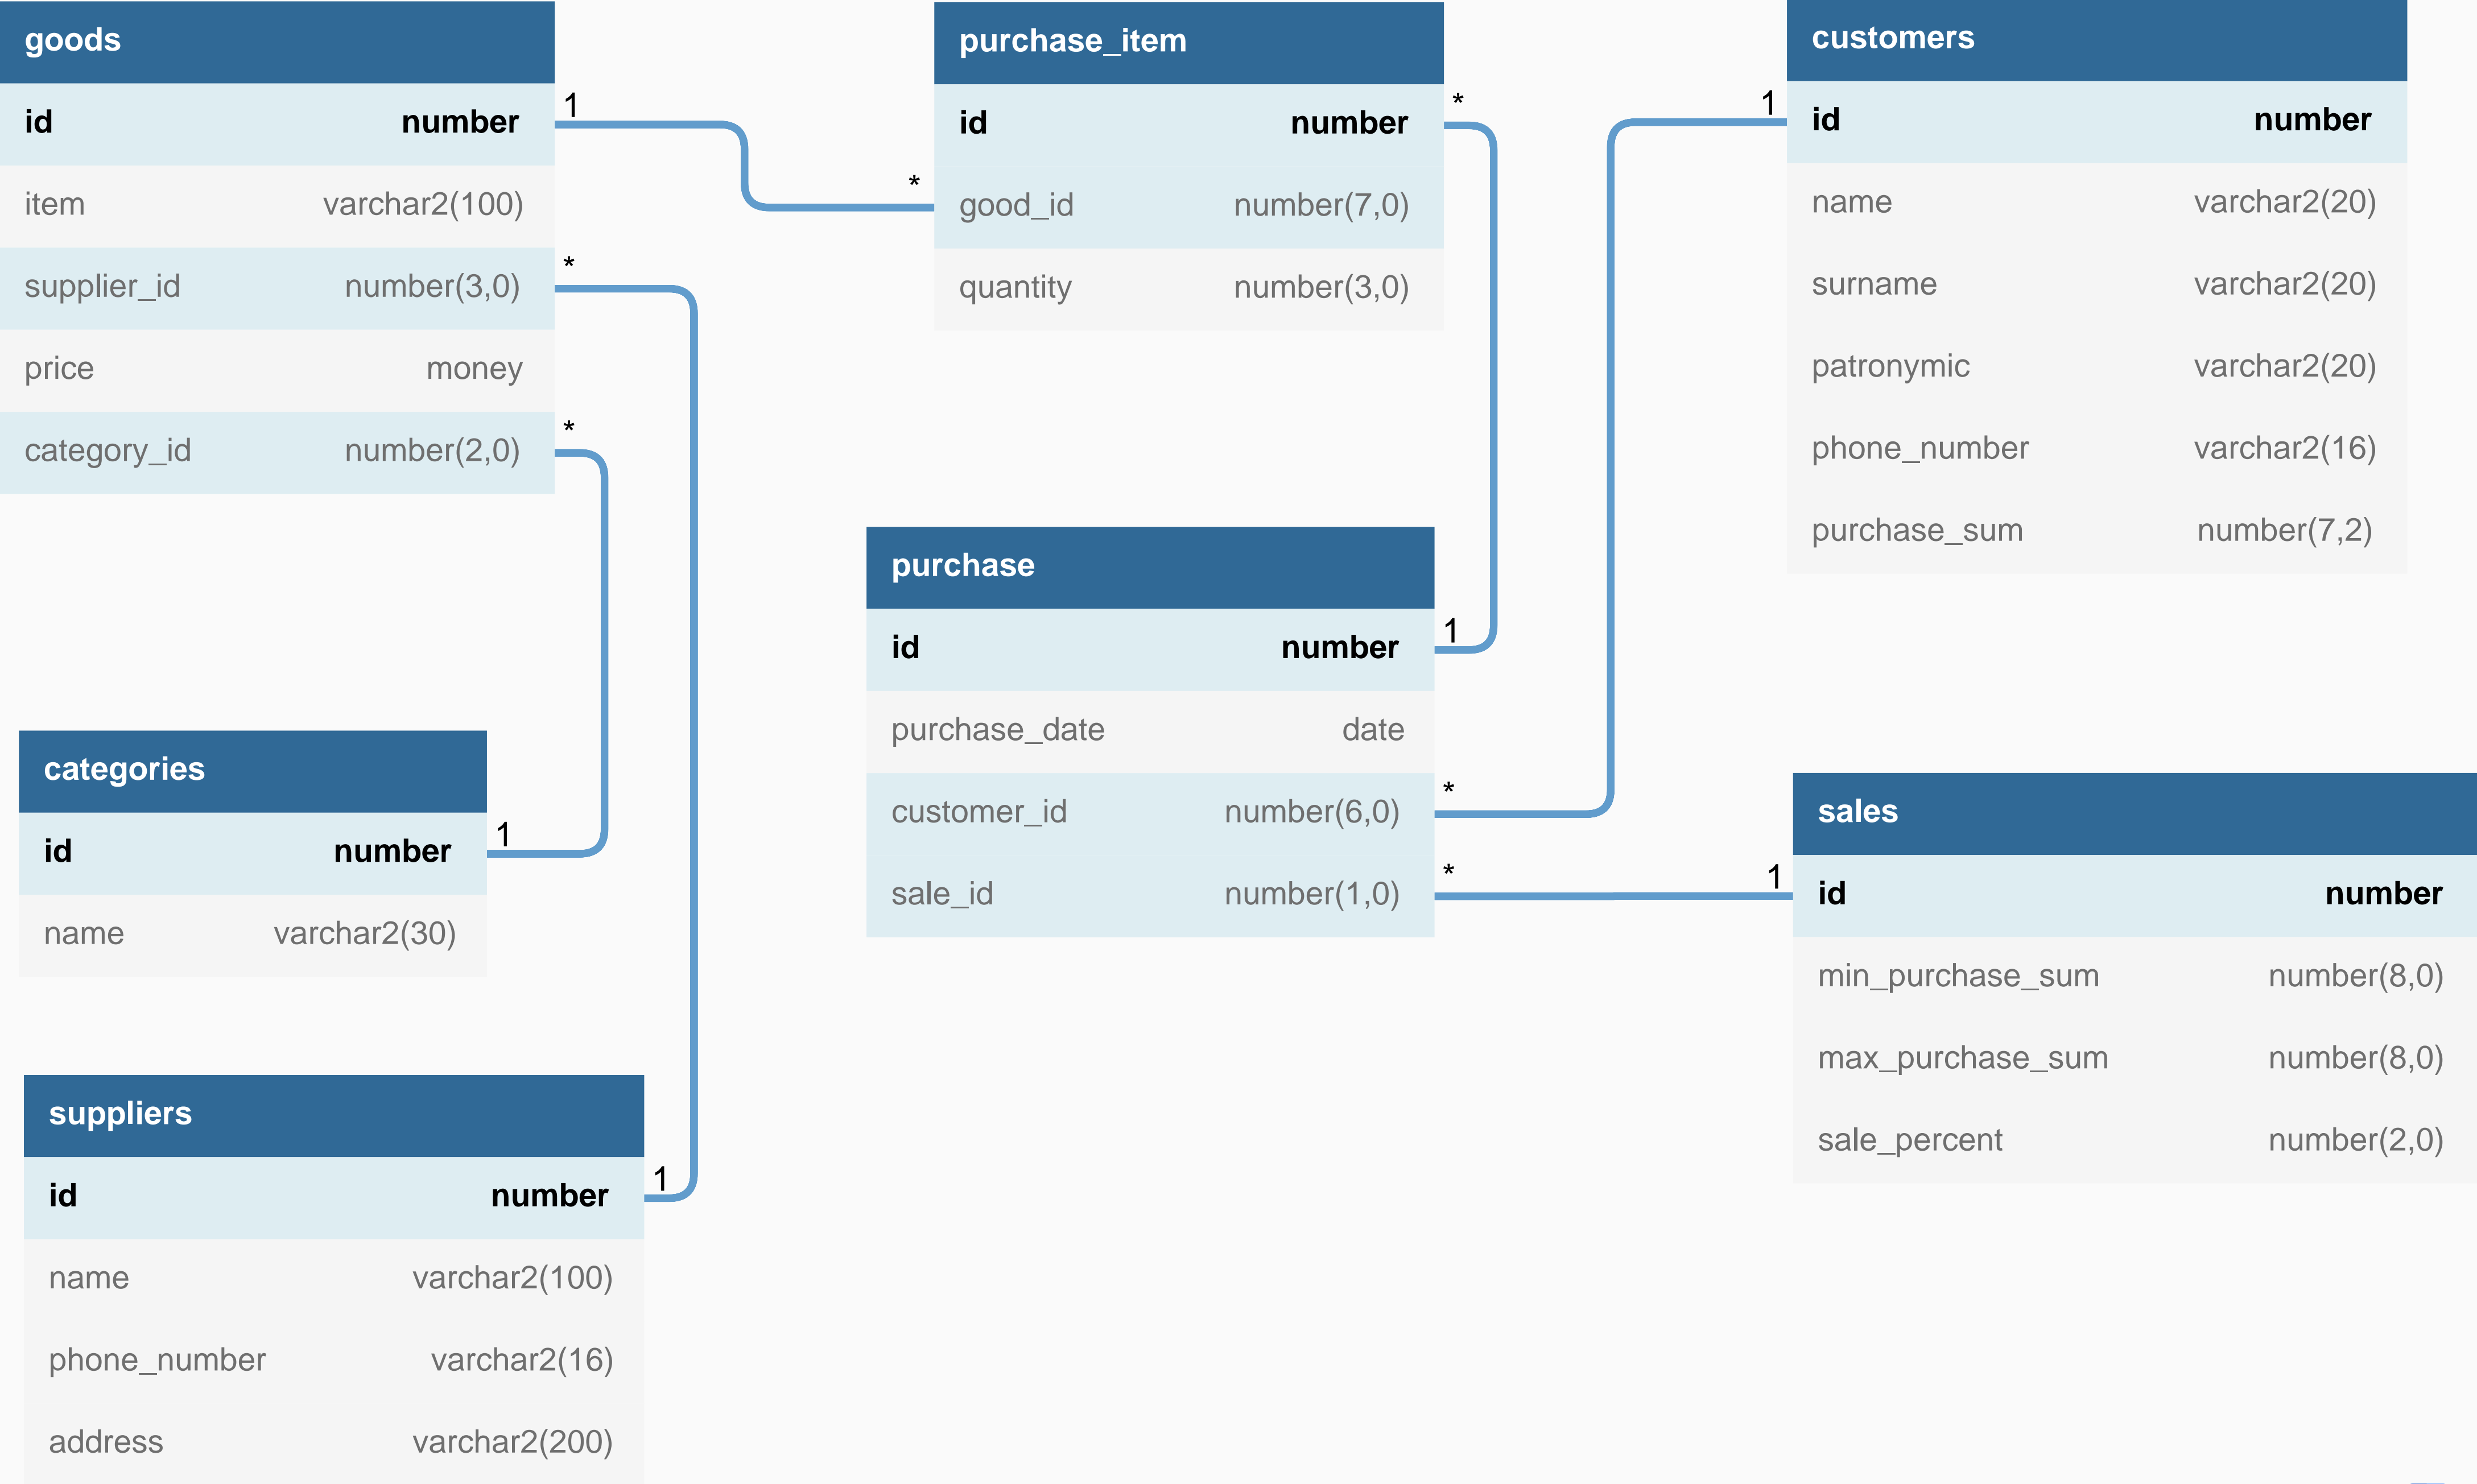 goods
id number
item varchar2(100)
supplier_id number(3,0)
price money
category_id number(2,0)
1
*
*
purchase_item
id number
good_id number(7,0)
quantity number(3,0)
*
*
customers
id number
name varchar2(20)
surname varchar2(20)
patronymic varchar2(20)
phone_number varchar2(16)
purchase_sum number(7,2)
1
purchase
id number
purchase_date date
customer_id number(6,0)
sale_id number(1,0)
1
*
*
categories
id number
name varchar2(30)
1
sales
id number
min_purchase_sum number(8,0)
max_purchase_sum number(8,0)
sale_percent number(2,0)
1
suppliers
id number
name varchar2(100)
phone_number varchar2(16)
address varchar2(200)
1